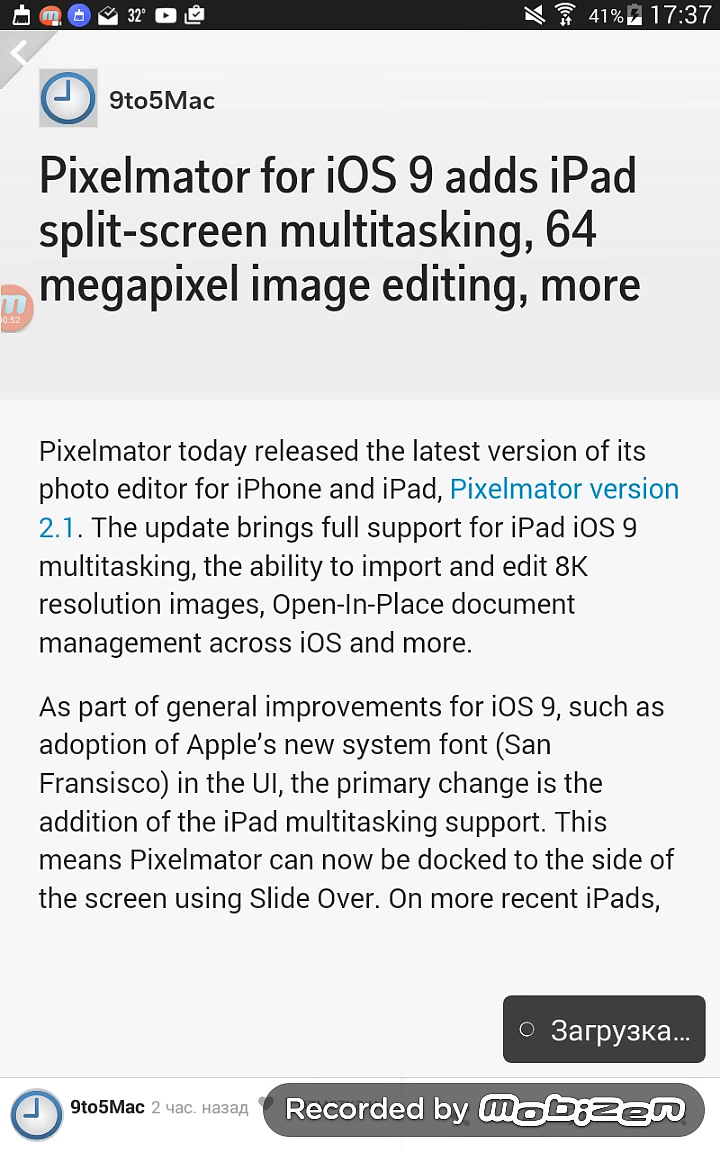 32°
41%
17:37
9to5Mac
Pixelmator for iOS 9 adds iPad
split-screen multitasking, 64
megapixel image editing, more
m
Pixelmator today released the latest version of its
photo editor for iPhone and iPad, Pixelmator version
2.1. The update brings full support for iPad iOS 9
multitasking, the ability to import and edit 8K
resolution images, Open-In-Place document
management across iOS and more.
As part of general improvements for iOS 9, such as
adoption of Apple’s new system font (San
Fransisco) in the UI, the primary change is the
addition of the iPad multitasking support. This
means Pixelmator can now be docked to the side of
the screen using Slide Over. On more recent iPads,
Загрузка...
9to5Mac 2 час. назад
Recorded by mobizen